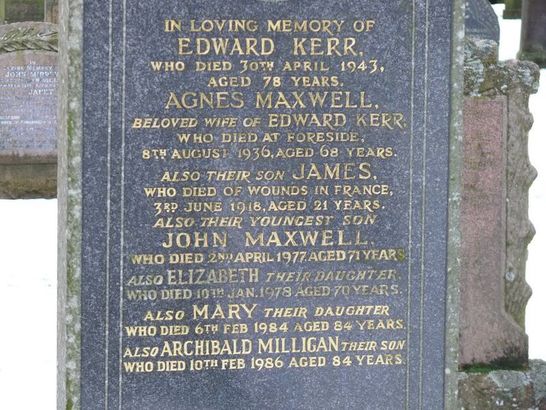 IN LOVING MEMORY OF
EDWARD KERR,
WHO DIED 30TH APRIL 1943,
AGED 78 YEARS.
AGNES MAXWELL,
BELOVED WIFE OF EDWARD KERR,
WHO DIED AT FORESIDE,
8TH AUGUST 1936, AGED 68 YEARS.
ALSO THEIR SON JAMES,
WHO DIED OF WOUNDS IN FRANCE,
3RD JUNE 1918, AGED 21 YEARS.
ALSO THEIR YOUNGEST SON
JOHN MAXWELL.
WHO DIED 2ND APRIL 1977. AGED 71 YEARS
ALSO ELIZABETH THEIR DAUGHTER.
WHO DIED 10TH JAN. 1978 AGED 70 YEARS.
ALSO MARY THEIR DAUGHTER
WHO DIED 6TH FEB 1984 AGED 84 YEARS.
ALSO ARCHIBALD MILLIGAN THEIR SON
WHO DIED 10TH FEB 1986 AGED 84 YEARS.